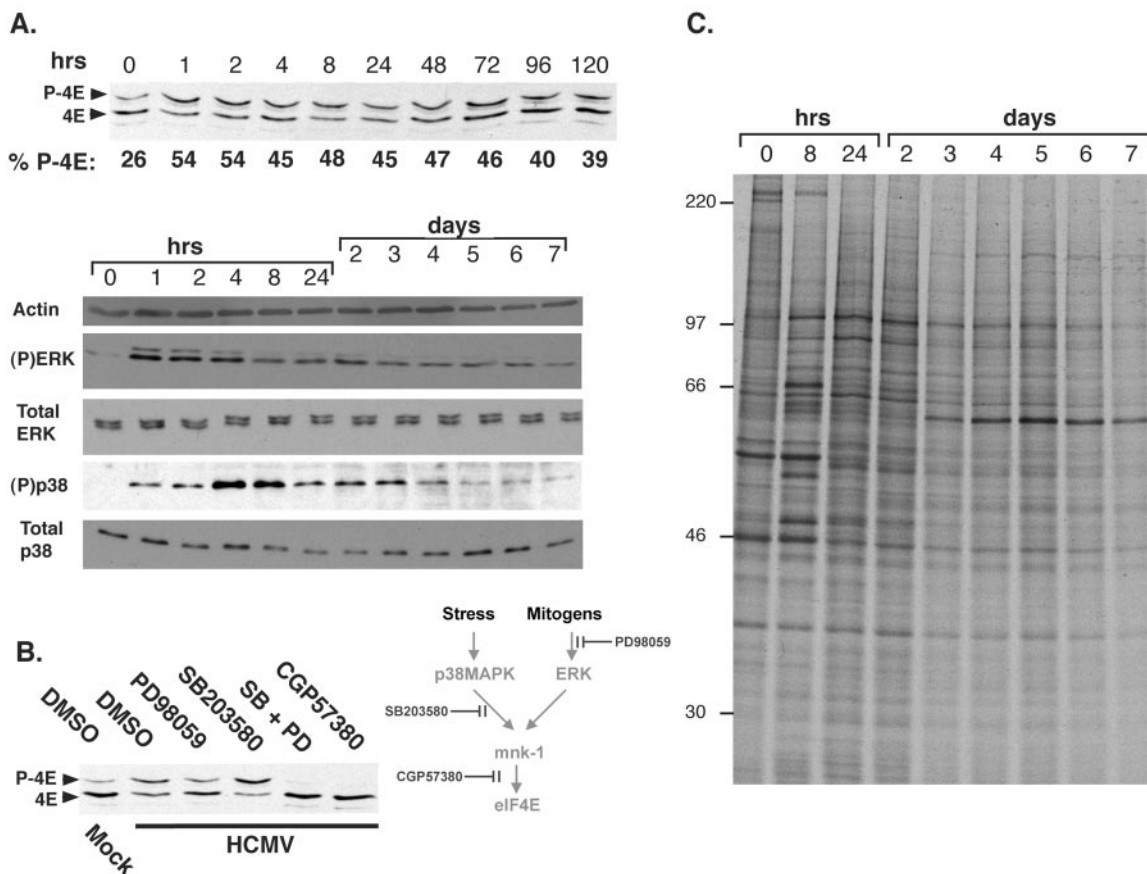 A.
hrs 0 1 2 4 8 24 48 72 96 120
P-4E
4E
% P-4E: 26 54 54 45 48 45 47 46 40 39
hrs days
0 1 2 4 8 24 2 3 4 5 6 7
Actin
(P)ERK
Total
ERK
(P)p38
Total
p38
B.
DMSO DMSO PD98059 SB203580 SB + PD CGP57380
P-4E
4E
Mock HCMV
Stress Mitogens
PD98059
p38MAPK ERK
SB203580
mnk-1
CGP57380
eIF4E
C.
hrs days
0 8 24 2 3 4 5 6 7
220
97
66
46
30